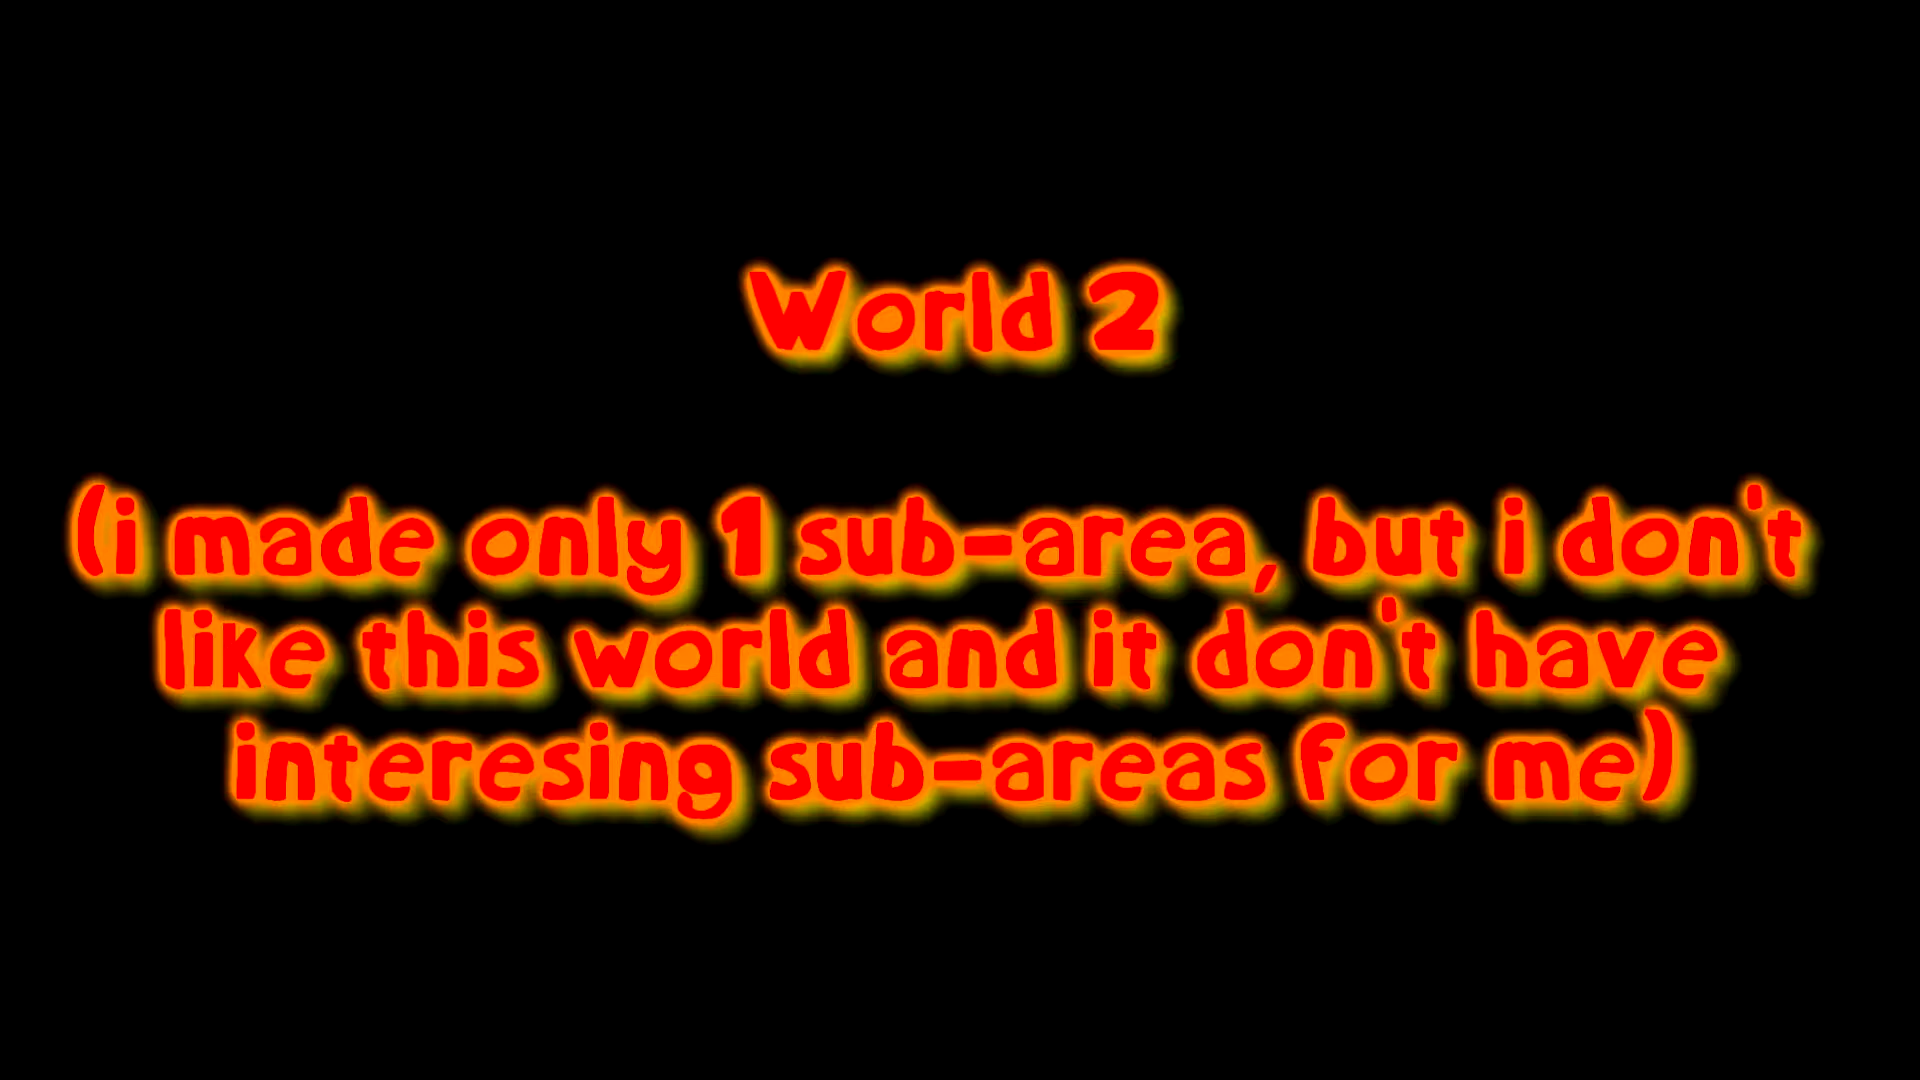 World 2
(i made only 1 sub-area, but i don't
like this world and it don't have
interesing sub-areas for me)